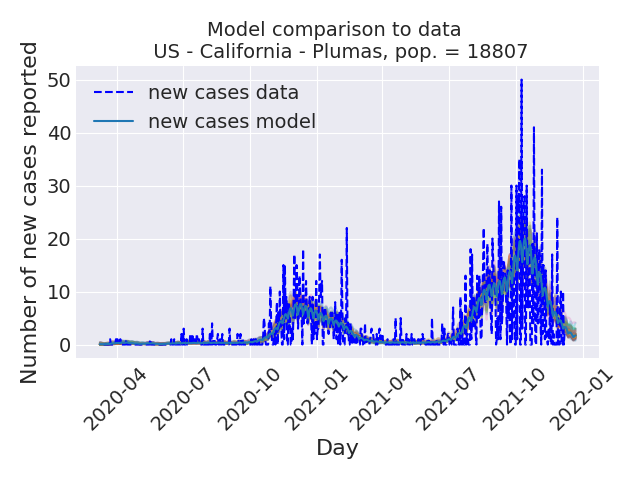 Model comparison to data
US - California - Plumas, pop. = 18807
new cases data
new cases model
Number of new cases reported
50
40
30
20
10
0
2020-04
2020-07
2020-10
2021-01
2021-04
2021-07
2021-10
2022-01
Day